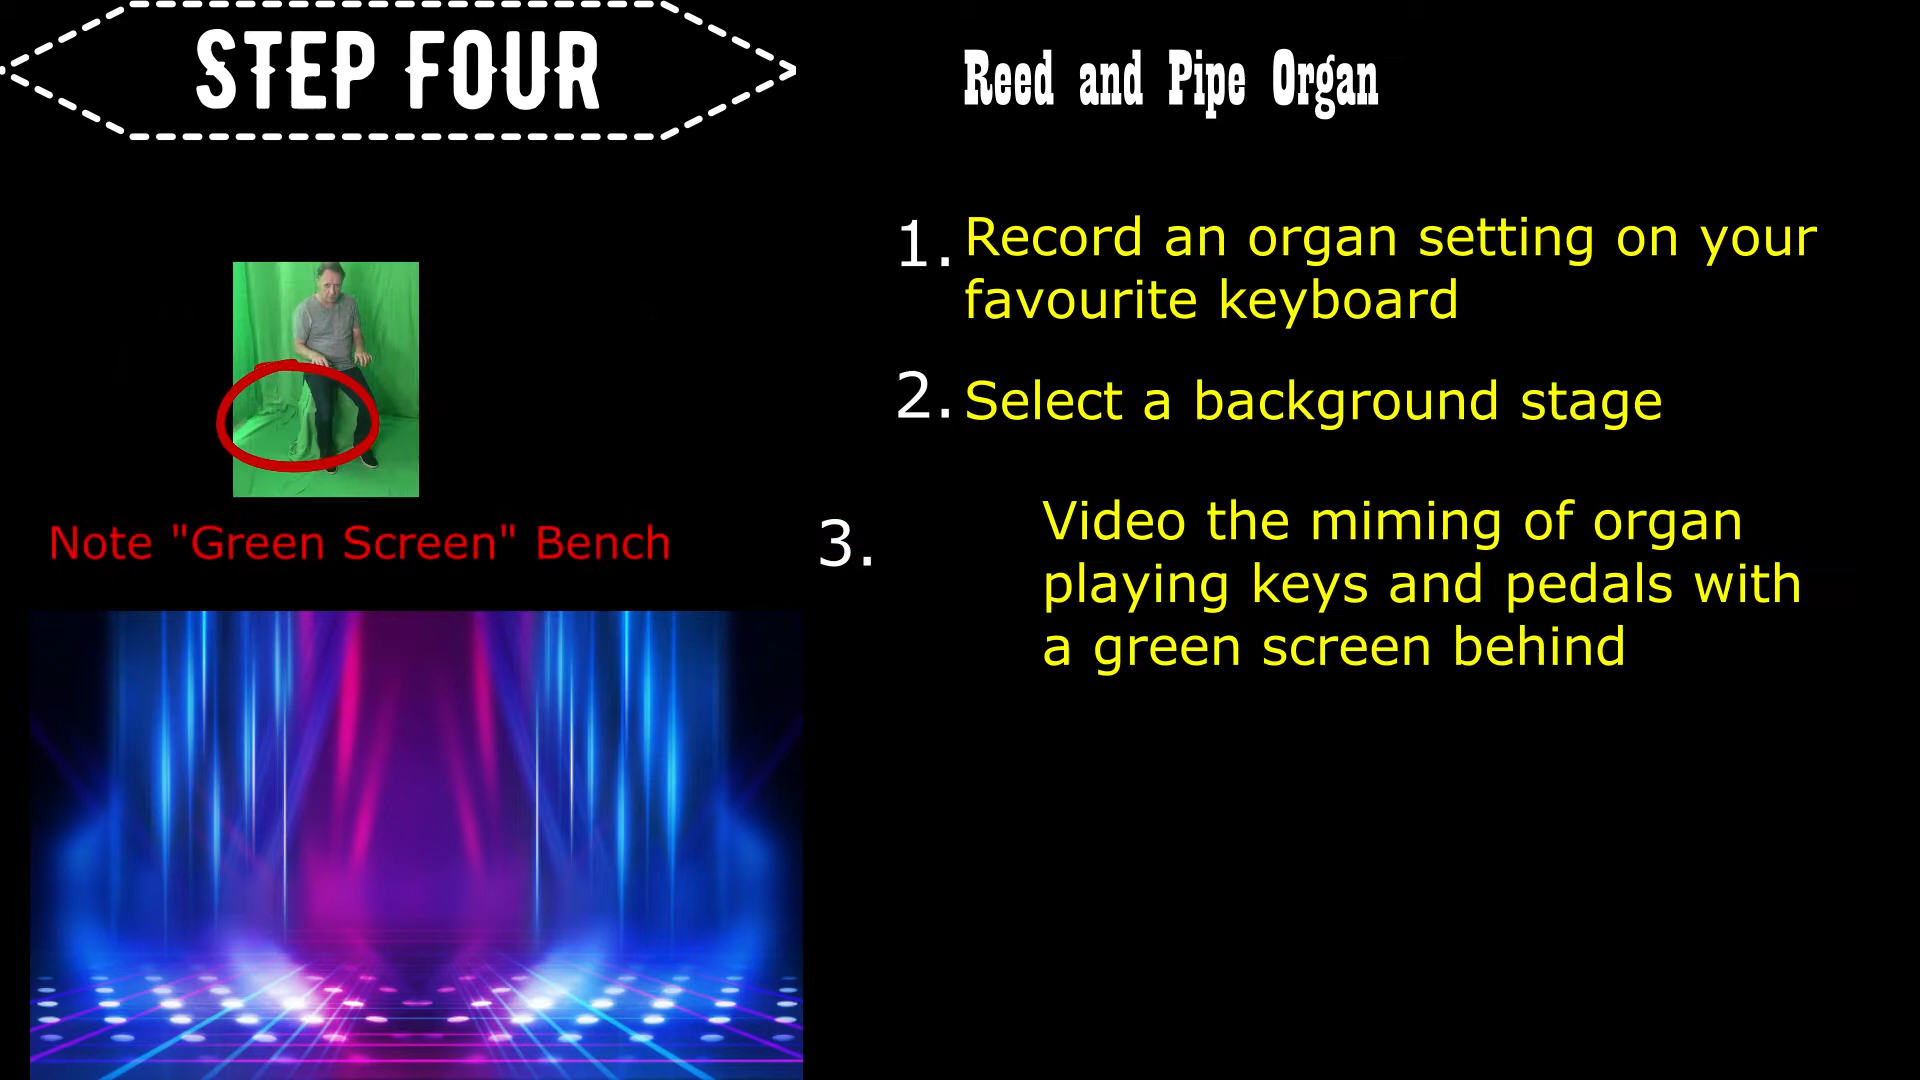 STEP FOUR
Reed and Pipe Organ
1. Record an organ setting on your
favourite keyboard
2. Select a background stage
3. Video the miming of organ
playing keys and pedals with
a green screen behind
Note "Green Screen" Bench